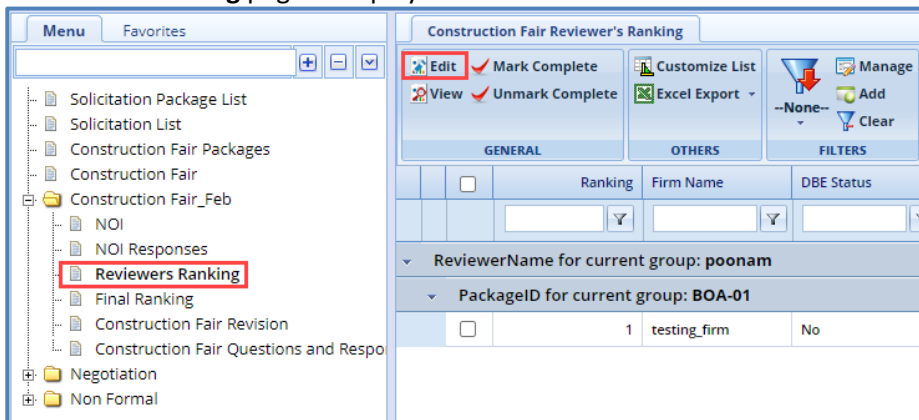 Menu Favorites
Solicitation Package List
Solicitation List
Construction Fair Packages
Construction Fair
Construction Fair_Feb
NOI
NOI Responses
Reviewers Ranking
Final Ranking
Construction Fair Revision
Construction Fair Questions and Respo
Negotiation
Non Formal
Construction Fair Reviewer's Ranking
Edit Mark Complete Customize List Manage
View Unmark Complete Excel Export --None-- Add
Clear
GENERAL OTHERS FILTERS
Ranking Firm Name DBE Status
ReviewerName for current group: poonam
PackageID for current group: BOA-01
1 testing_firm No